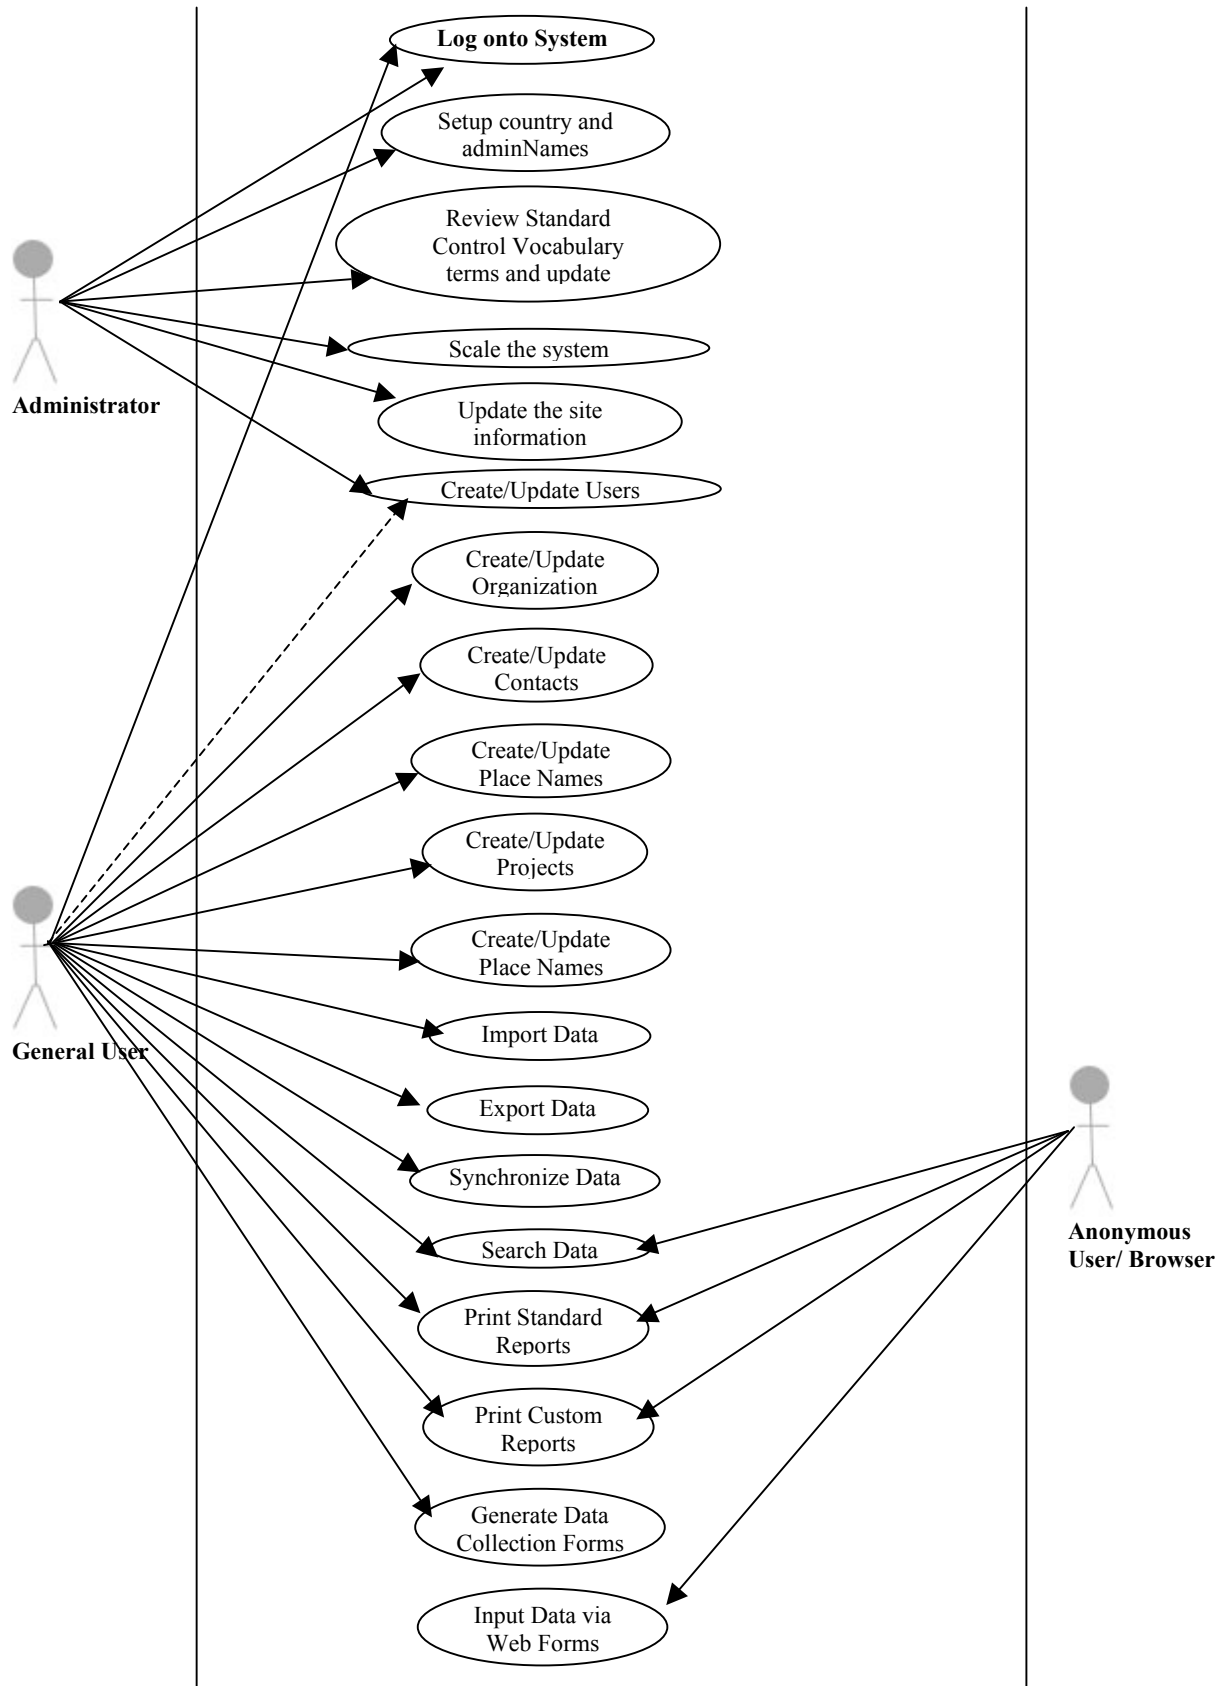 Log onto System
Setup country and
adminNames
Review Standard
Control Vocabulary
terms and update
Scale the system
Administrator
Update the site
information
Create/Update Users
Create/Update
Organization
Create/Update
Contacts
Create/Update
Place Names
Create/Update
Projects
Create/Update
Place Names
General User
Import Data
Export Data
Synchronize Data
Search Data
Anonymous
User/ Browser
Print Standard
Reports
Print Custom
Reports
Generate Data
Collection Forms
Input Data via
Web Forms